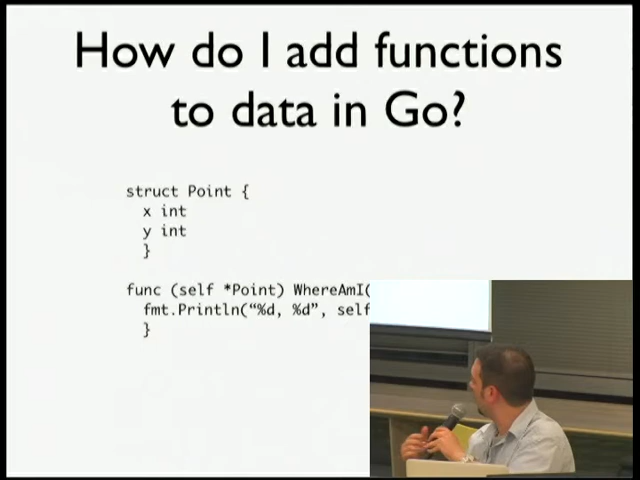 How do I add functions
to data in Go?
struct Point {
x int
y int
}
func (self *Point) WhereAmI(
fmt.Println(“%d, %d”, self
}